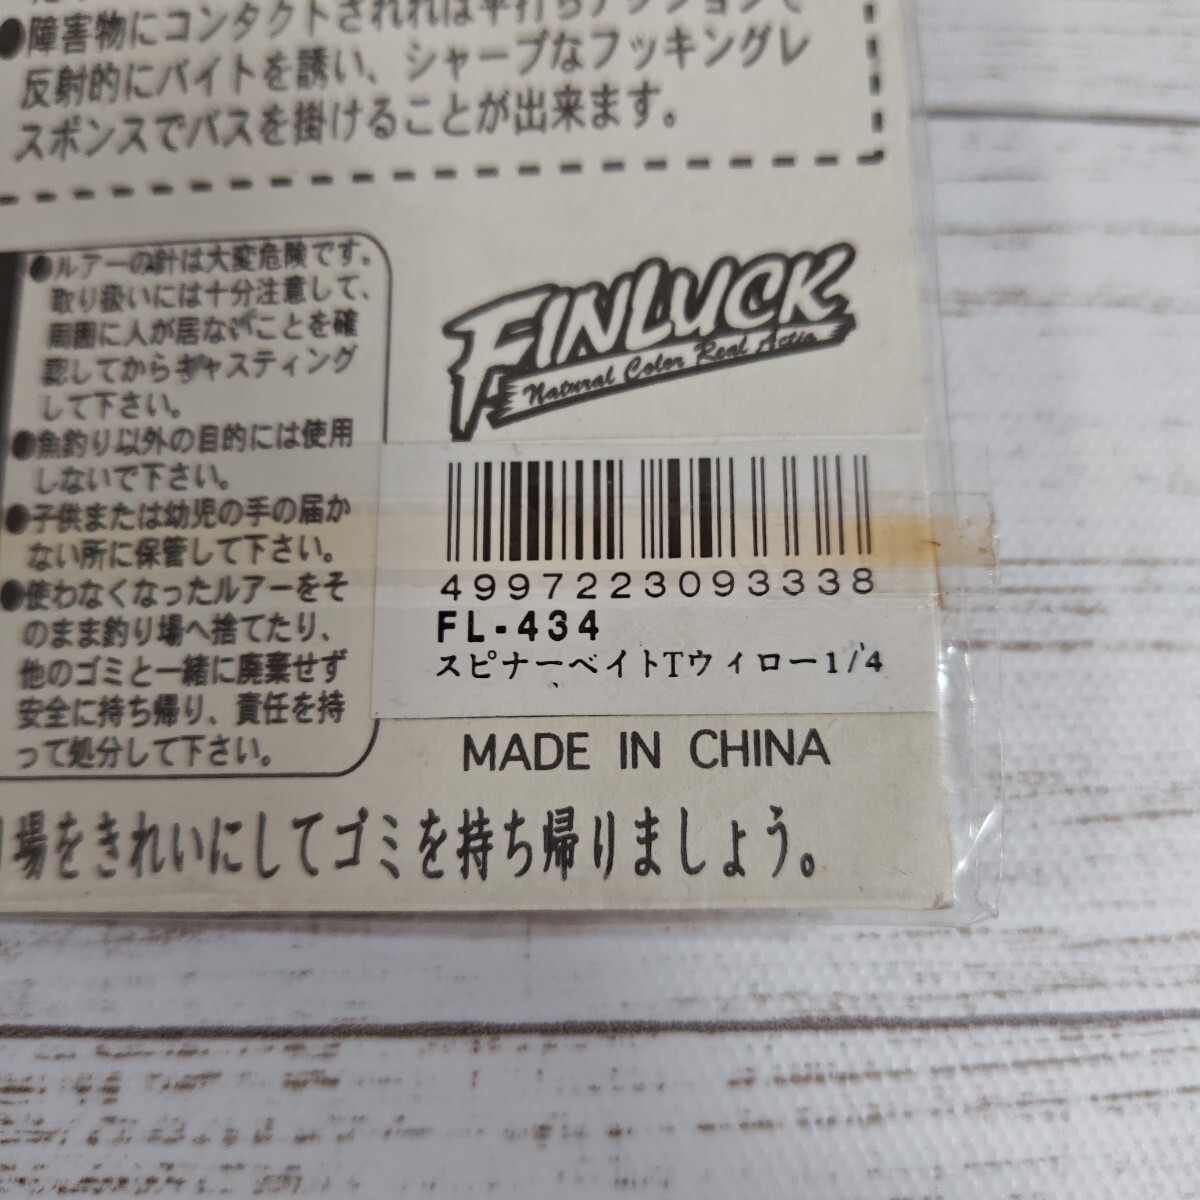 ●障害物にコンタクトされれば平打ちアクションで
反射的にバイトを誘い、シャープなフッキングレ
スポンスでバスを掛けることが出来ます。
●ルアーの針は大変危険です。
取り扱いには十分注意して、
周囲に人が居ないことを確
認してからキャスティング
して下さい。
●魚釣り以外の目的には使用
しないで下さい。
●子供または幼児の手の届か
ない所に保管して下さい。
●使わなくなったルアーをそ
のまま釣り場へ捨てたり、
他のゴミと一緒に廃棄せず
安全に持ち帰り、責任を持
って処分して下さい。
FINLUCK
Natural Color Real Actio
4997223093338
FL-434
スピナーベイトTウィロー1/4
MADE IN CHINA
場をきれいにしてゴミを持ち帰りましょう。